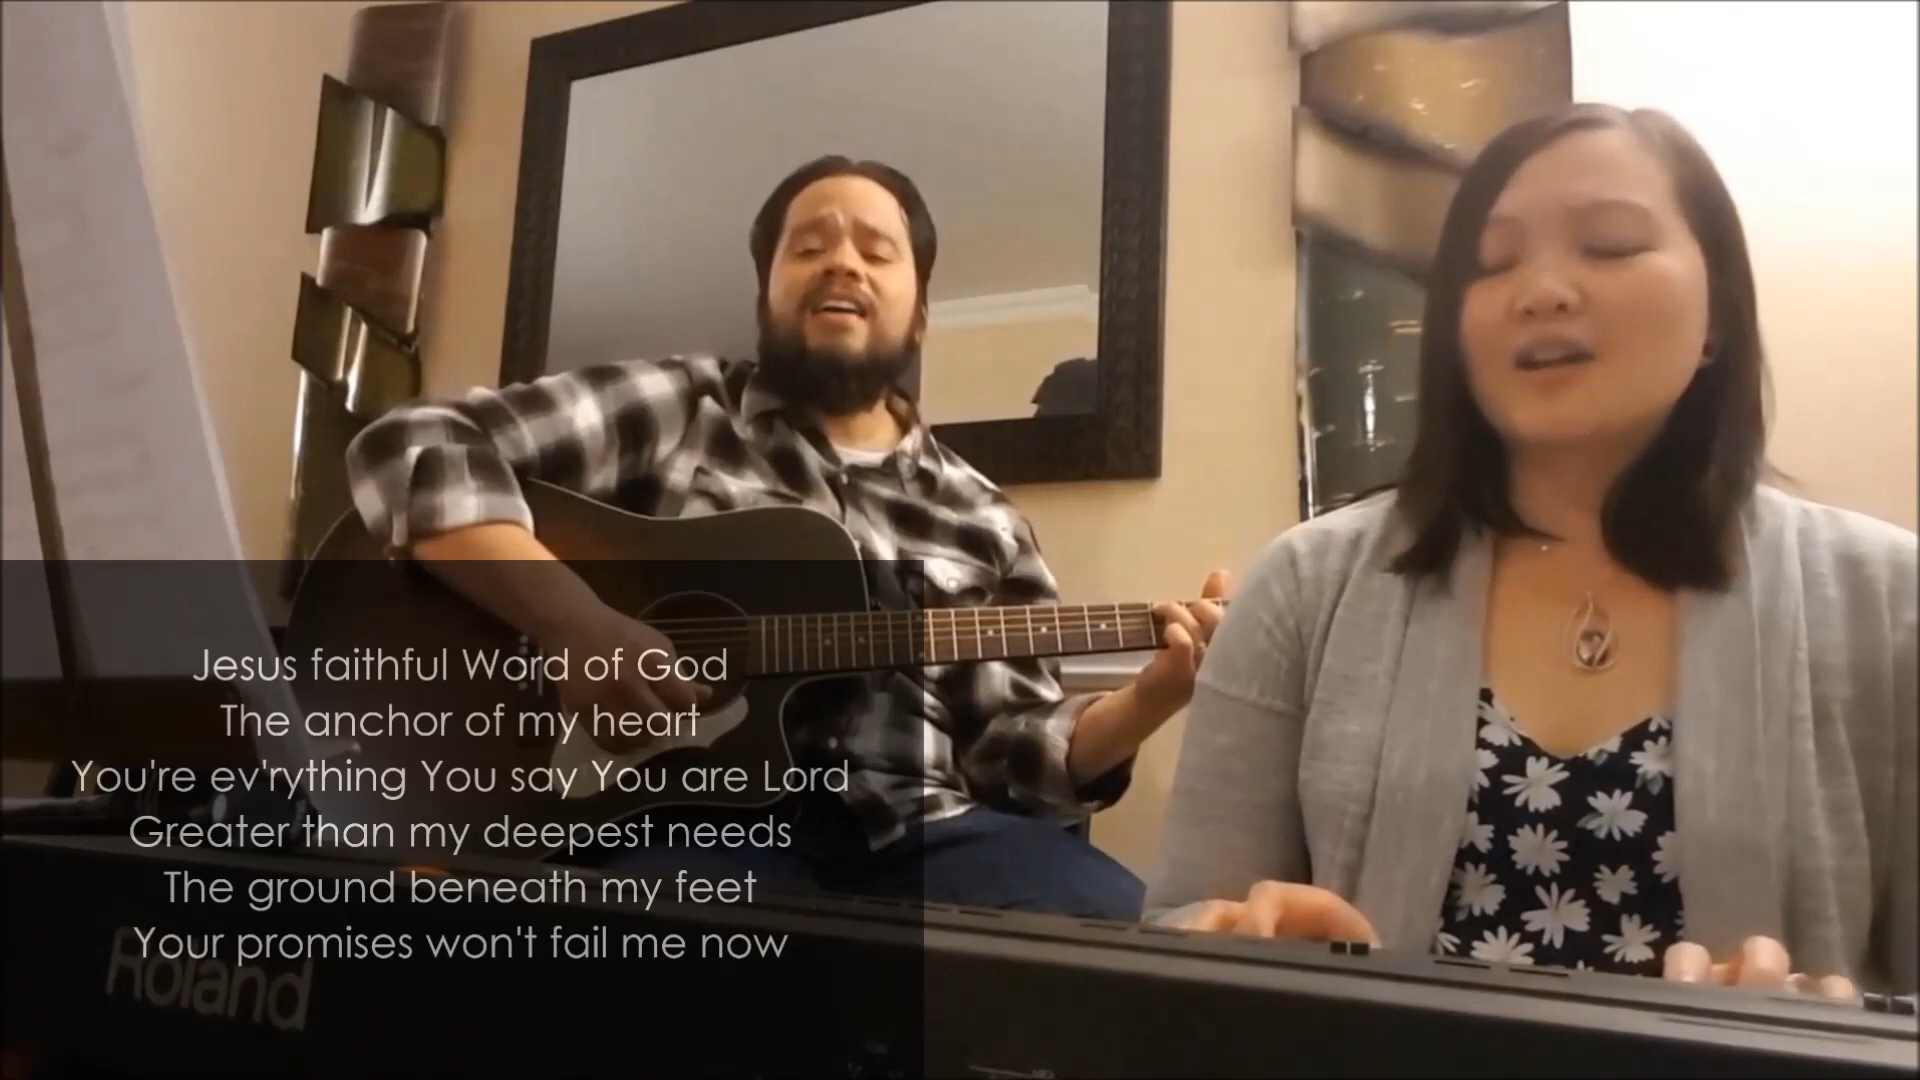 Jesus faithful Word of God
The anchor of my heart
You're ev'rything You say You are Lord
Greater than my deepest needs
The ground beneath my feet
Your promises won't fail me now
Roland